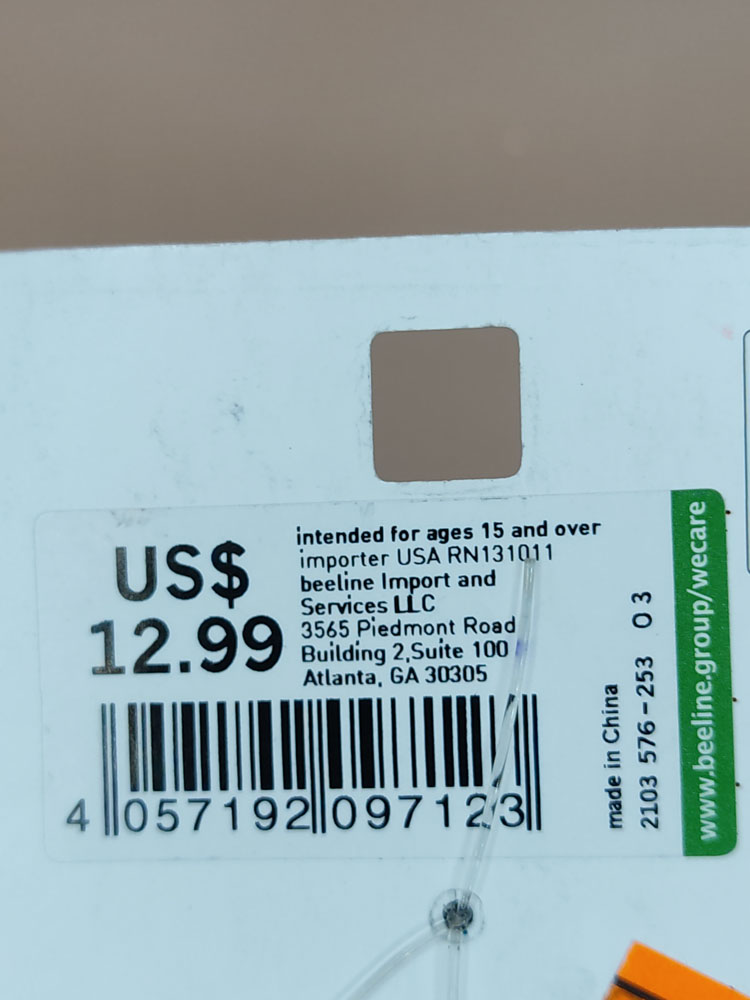 US$
12.99
intended for ages 15 and over
importer USA RN131011
beeline Import and
Services LLC
3565 Piedmont Road
Building 2,Suite 100
Atlanta, GA 30305
4 057192 097123
made in China
2103 576-253 03
www.beeline.group/wecare